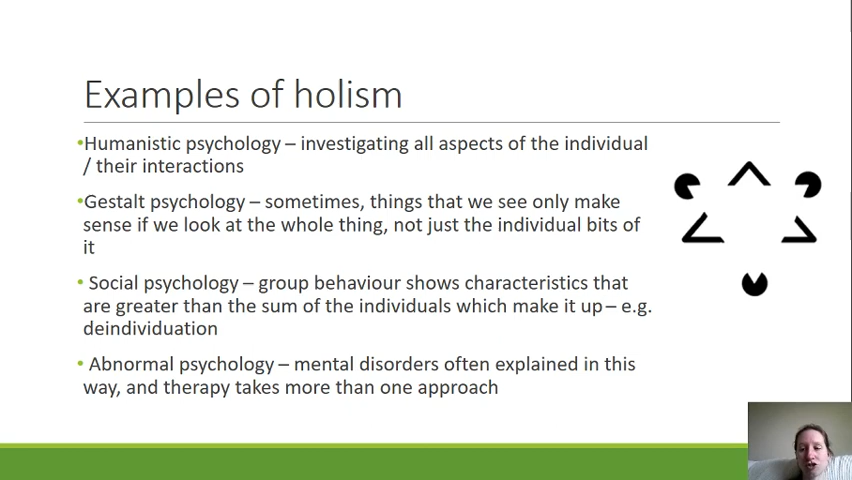 Examples of holism
•Humanistic psychology – investigating all aspects of the individual
/ their interactions
•Gestalt psychology – sometimes, things that we see only make
sense if we look at the whole thing, not just the individual bits of
it
• Social psychology – group behaviour shows characteristics that
are greater than the sum of the individuals which make it up – e.g.
deindividuation
• Abnormal psychology – mental disorders often explained in this
way, and therapy takes more than one approach